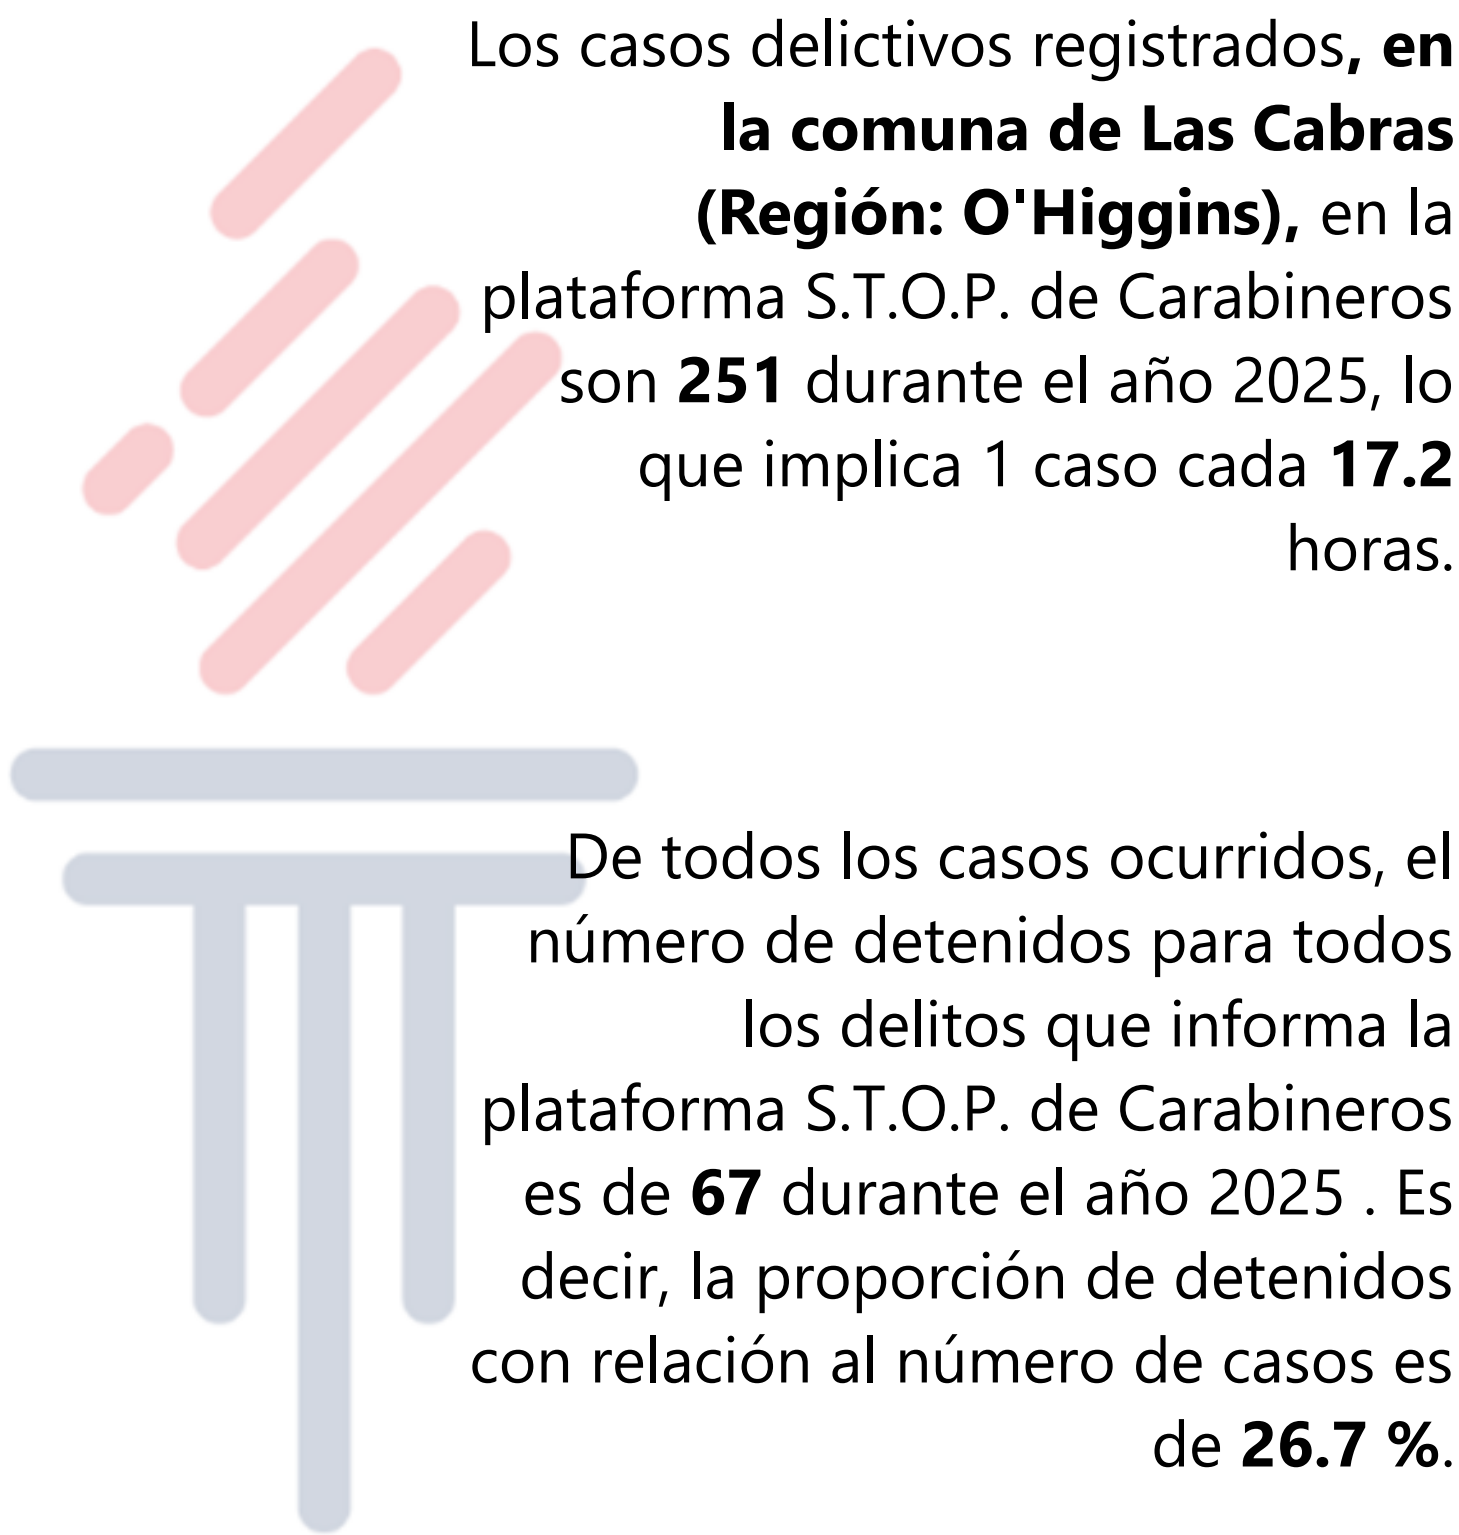 Los casos delictivos registrados, en
la comuna de Las Cabras
(Región: O'Higgins), en la
plataforma S.T.O.P. de Carabineros
son 251 durante el año 2025, lo
que implica 1 caso cada 17.2
horas.
De todos los casos ocurridos, el
número de detenidos para todos
los delitos que informa la
plataforma S.T.O.P. de Carabineros
es de 67 durante el año 2025 . Es
decir, la proporción de detenidos
con relación al número de casos es
de 26.7 %.